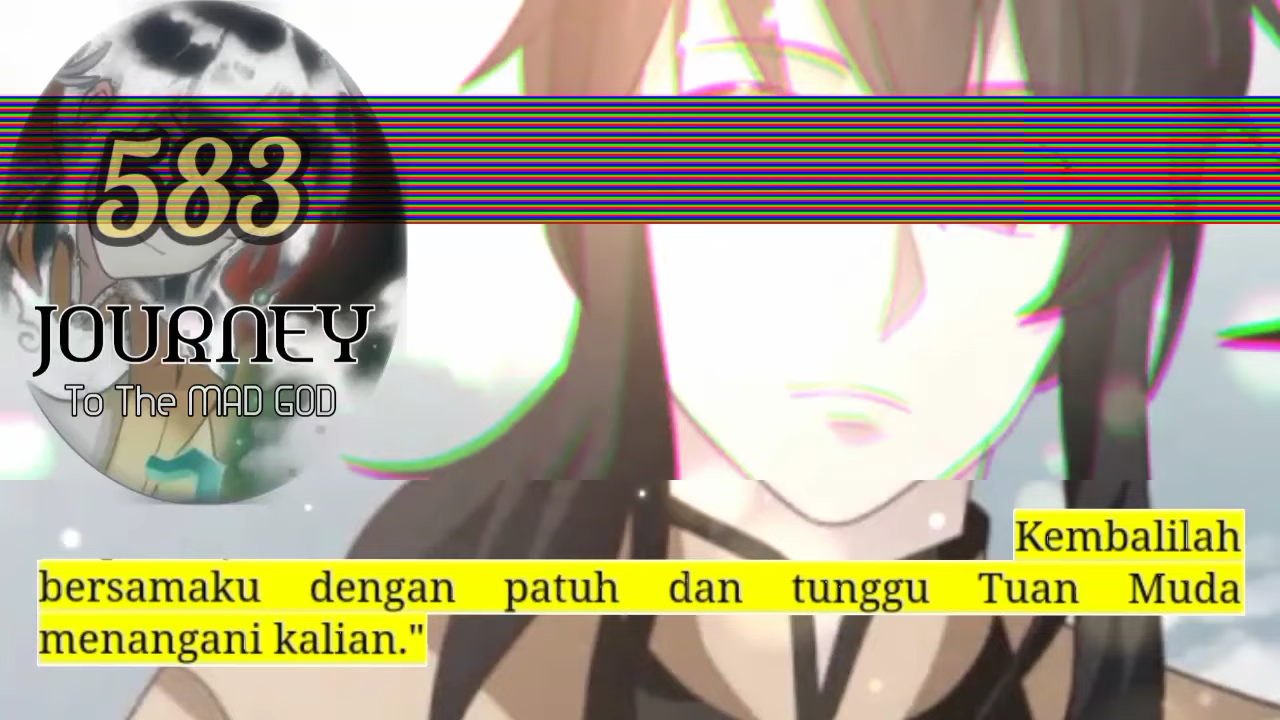 583
JOURNEY
To The MAD GOD
Kembalilah
bersamaku dengan patuh dan tunggu Tuan Muda
menangani kalian."